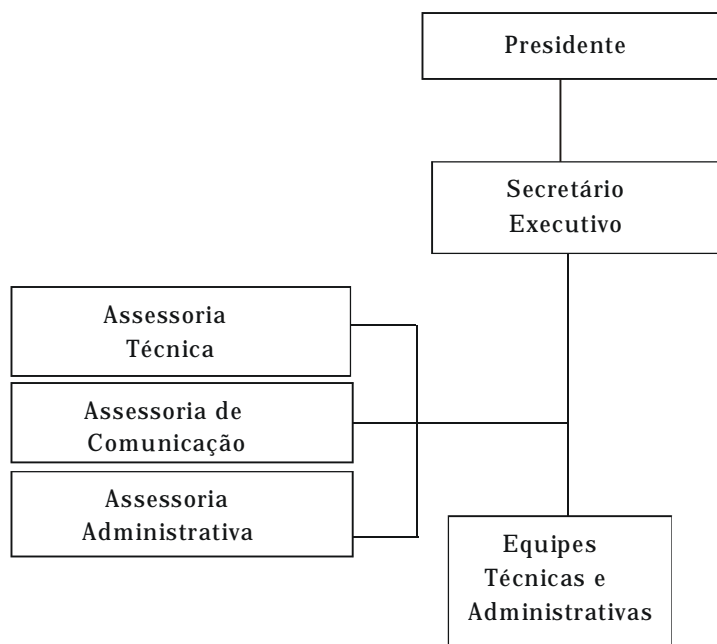 Presidente
Secretário
Executivo
Assessoria
Técnica
Assessoria de
Comunicação
Assessoria
Administrativa
Equipes
Técnicas e
Administrativas